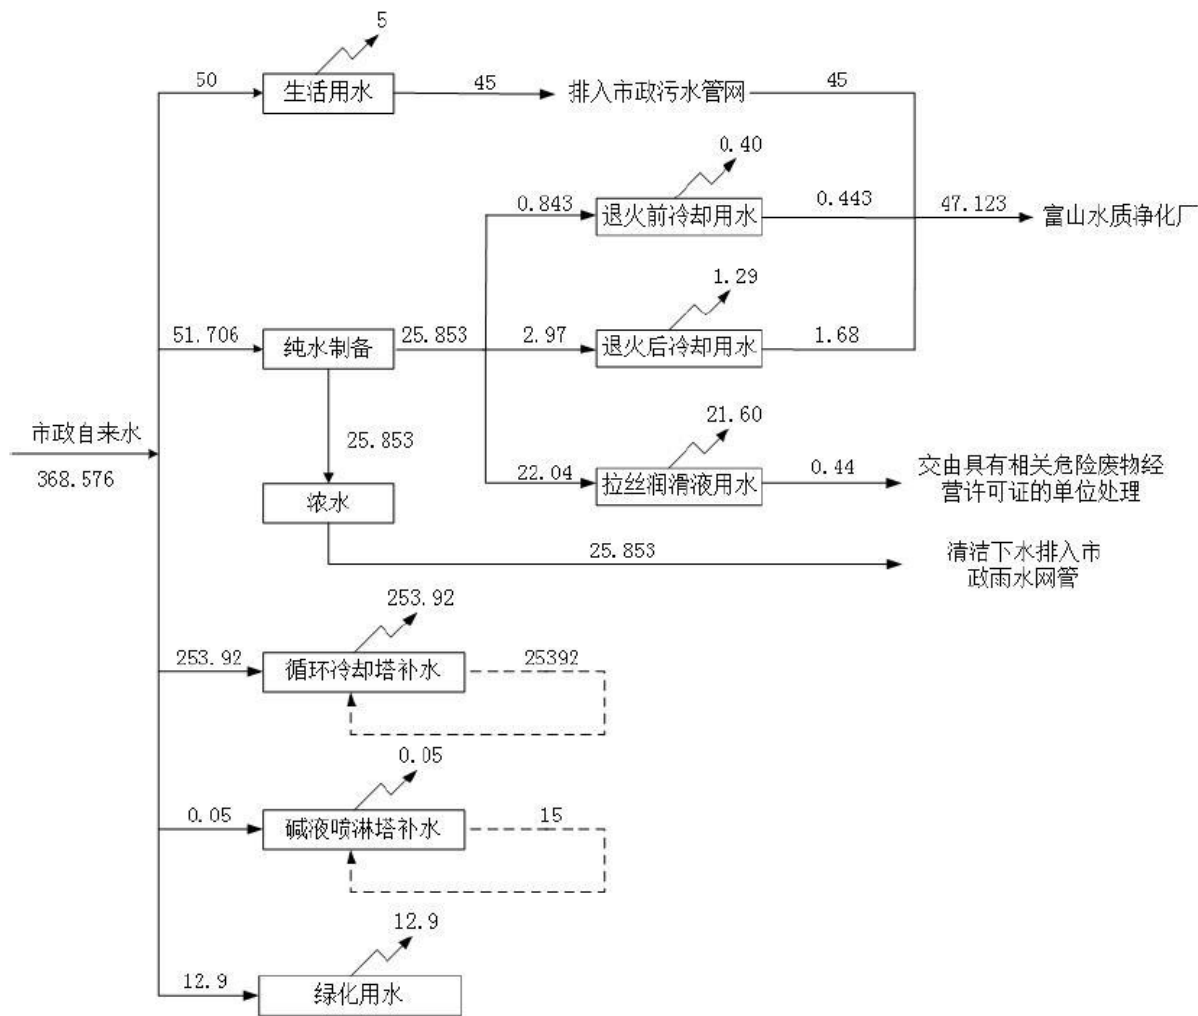 5
50
生活用水
45
排入市政污水管网
45
0.40
0.843
退火前冷却用水
0.443
47.123
富山水质净化厂
1.29
51.706
纯水制备
25.853
2.97
退火后冷却用水
1.68
21.60
市政自来水
368.576
25.853
22.04
拉丝润滑液用水
0.44
交由具有相关危险废物经
营许可证的单位处理
浓水
25.853
清洁下水排入市
政雨水网管
253.92
253.92
循环冷却塔补水
25392
0.05
0.05
碱液喷淋塔补水
15
12.9
12.9
绿化用水